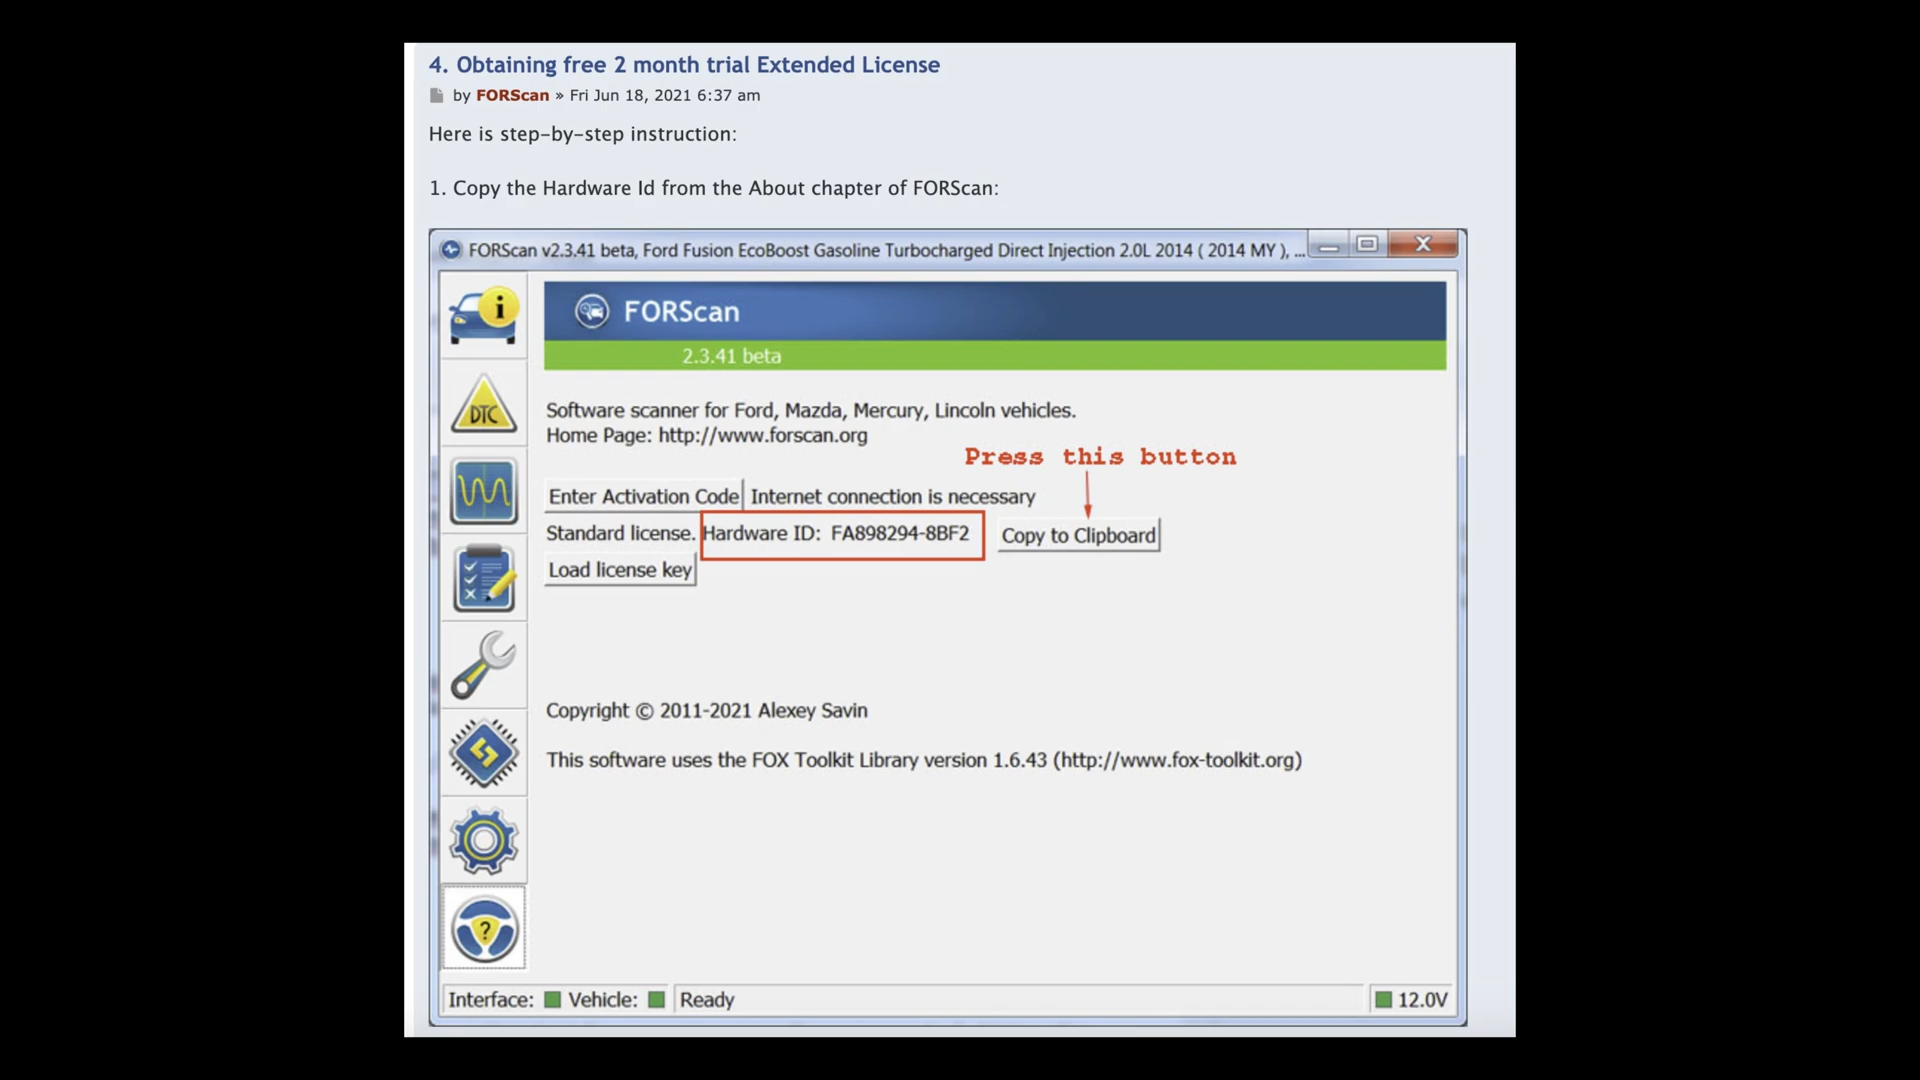 4. Obtaining free 2 month trial Extended License
by FORScan » Fri Jun 18, 2021 6:37 am
Here is step-by-step instruction:
1. Copy the Hardware Id from the About chapter of FORScan:
FORScan v2.3.41 beta, Ford Fusion EcoBoost Gasoline Turbocharged Direct Injection 2.0L 2014 ( 2014 MY ), ...
i
FORScan
2.3.41 beta
DTC
Software scanner for Ford, Mazda, Mercury, Lincoln vehicles.
Home Page: http://www.forscan.org
Press this button
Enter Activation Code Internet connection is necessary
Standard license. Hardware ID: FA898294-8BF2 Copy to Clipboard
Load license key
Copyright © 2011-2021 Alexey Savin
This software uses the FOX Toolkit Library version 1.6.43 (http://www.fox-toolkit.org)
?
Interface: Vehicle: Ready 12.0V